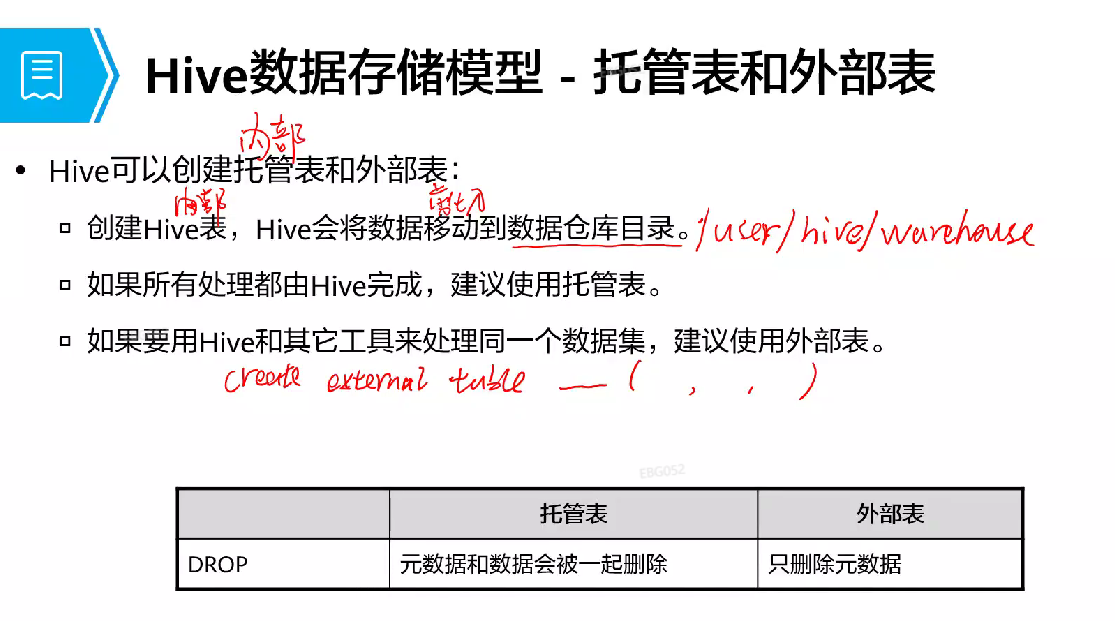 Hive数据存储模型 - 托管表和外部表
内部
• Hive可以创建托管表和外部表：
内部
创建Hive表，Hive会将数据移动到数据仓库目录。/user/hive/warehouse
如果所有处理都由Hive完成，建议使用托管表。
如果要用Hive和其它工具来处理同一个数据集，建议使用外部表。
create external table — ( , , )
EBG052
托管表 外部表
DROP 元数据和数据会被一起删除 只删除元数据